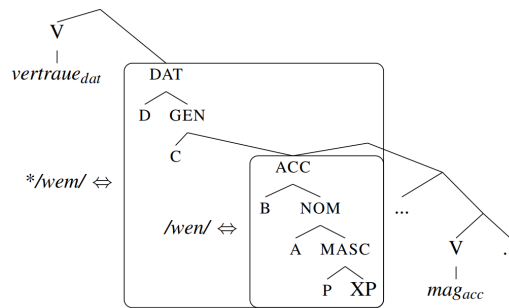 V
vertraue_dat DAT
D GEN
C
ACC
*/wem/ ⇔
B NOM ...
/wen/ ⇔
A MASC V .
P XP mag_acc